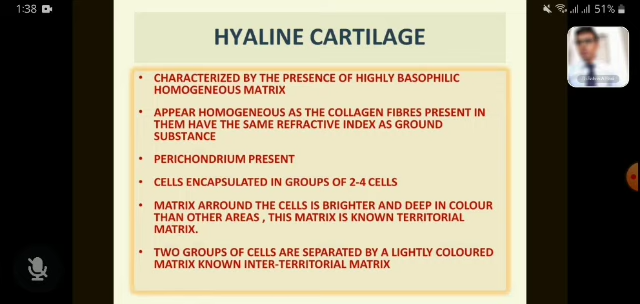 1:38
51%
HYALINE CARTILAGE
• CHARACTERIZED BY THE PRESENCE OF HIGHLY BASOPHILIC
HOMOGENEOUS MATRIX
• APPEAR HOMOGENEOUS AS THE COLLAGEN FIBRES PRESENT IN
THEM HAVE THE SAME REFRACTIVE INDEX AS GROUND
SUBSTANCE
• PERICHONDRIUM PRESENT
• CELLS ENCAPSULATED IN GROUPS OF 2-4 CELLS
• MATRIX ARROUND THE CELLS IS BRIGHTER AND DEEP IN COLOUR
THAN OTHER AREAS , THIS MATRIX IS KNOWN TERRITORIAL
MATRIX.
• TWO GROUPS OF CELLS ARE SEPARATED BY A LIGHTLY COLOURED
MATRIX KNOWN INTER-TERRITORIAL MATRIX